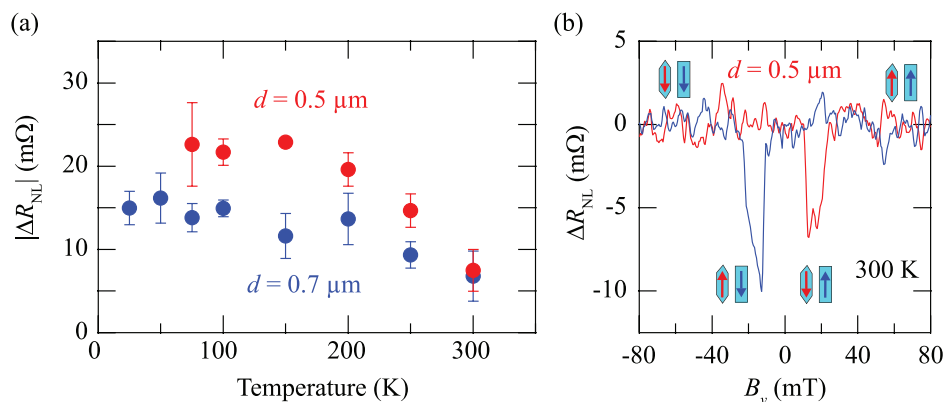 (a)
30
20
10
0
|ΔR_NL| (mΩ)
d = 0.5 µm
d = 0.7 µm
0 100 200 300
Temperature (K)
(b)
5
0
-5
-10
ΔR_NL (mΩ)
d = 0.5 µm
300 K
-80 -40 0 40 80
B_y (mT)